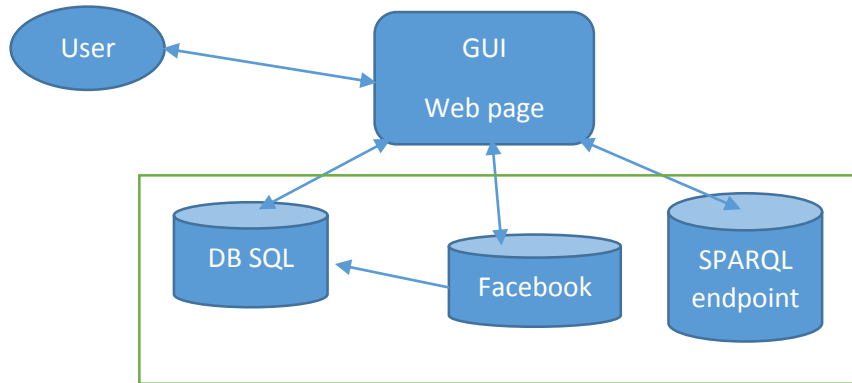 User
GUI
Web page
DB SQL
Facebook
SPARQL
endpoint